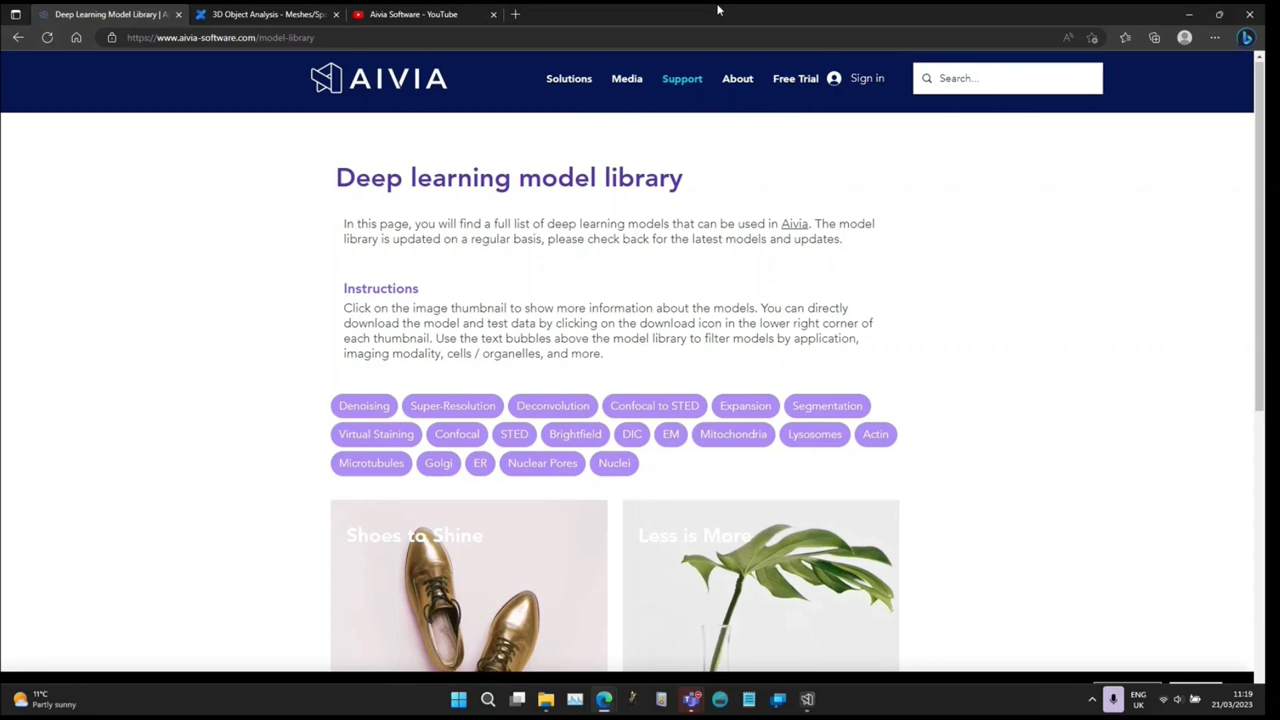 Deep Learning Model Library | A
3D Object Analysis - Meshes/Sp
Aivia Software - YouTube
https://www.aivia-software.com/model-library
AIVIA
Solutions Media Support About Free Trial Sign in Search...
Deep learning model library
In this page, you will find a full list of deep learning models that can be used in Aivia. The model
library is updated on a regular basis, please check back for the latest models and updates.
Instructions
Click on the image thumbnail to show more information about the models. You can directly
download the model and test data by clicking on the download icon in the lower right corner of
each thumbnail. Use the text bubbles above the model library to filter models by application,
imaging modality, cells / organelles, and more.
Denoising Super-Resolution Deconvolution Confocal to STED Expansion Segmentation
Virtual Staining Confocal STED Brightfield DIC EM Mitochondria Lysosomes Actin
Microtubules Golgi ER Nuclear Pores Nuclei
Shoes to Shine
Less is More
11°C
Partly sunny
ENG
UK
11:19
21/03/2023